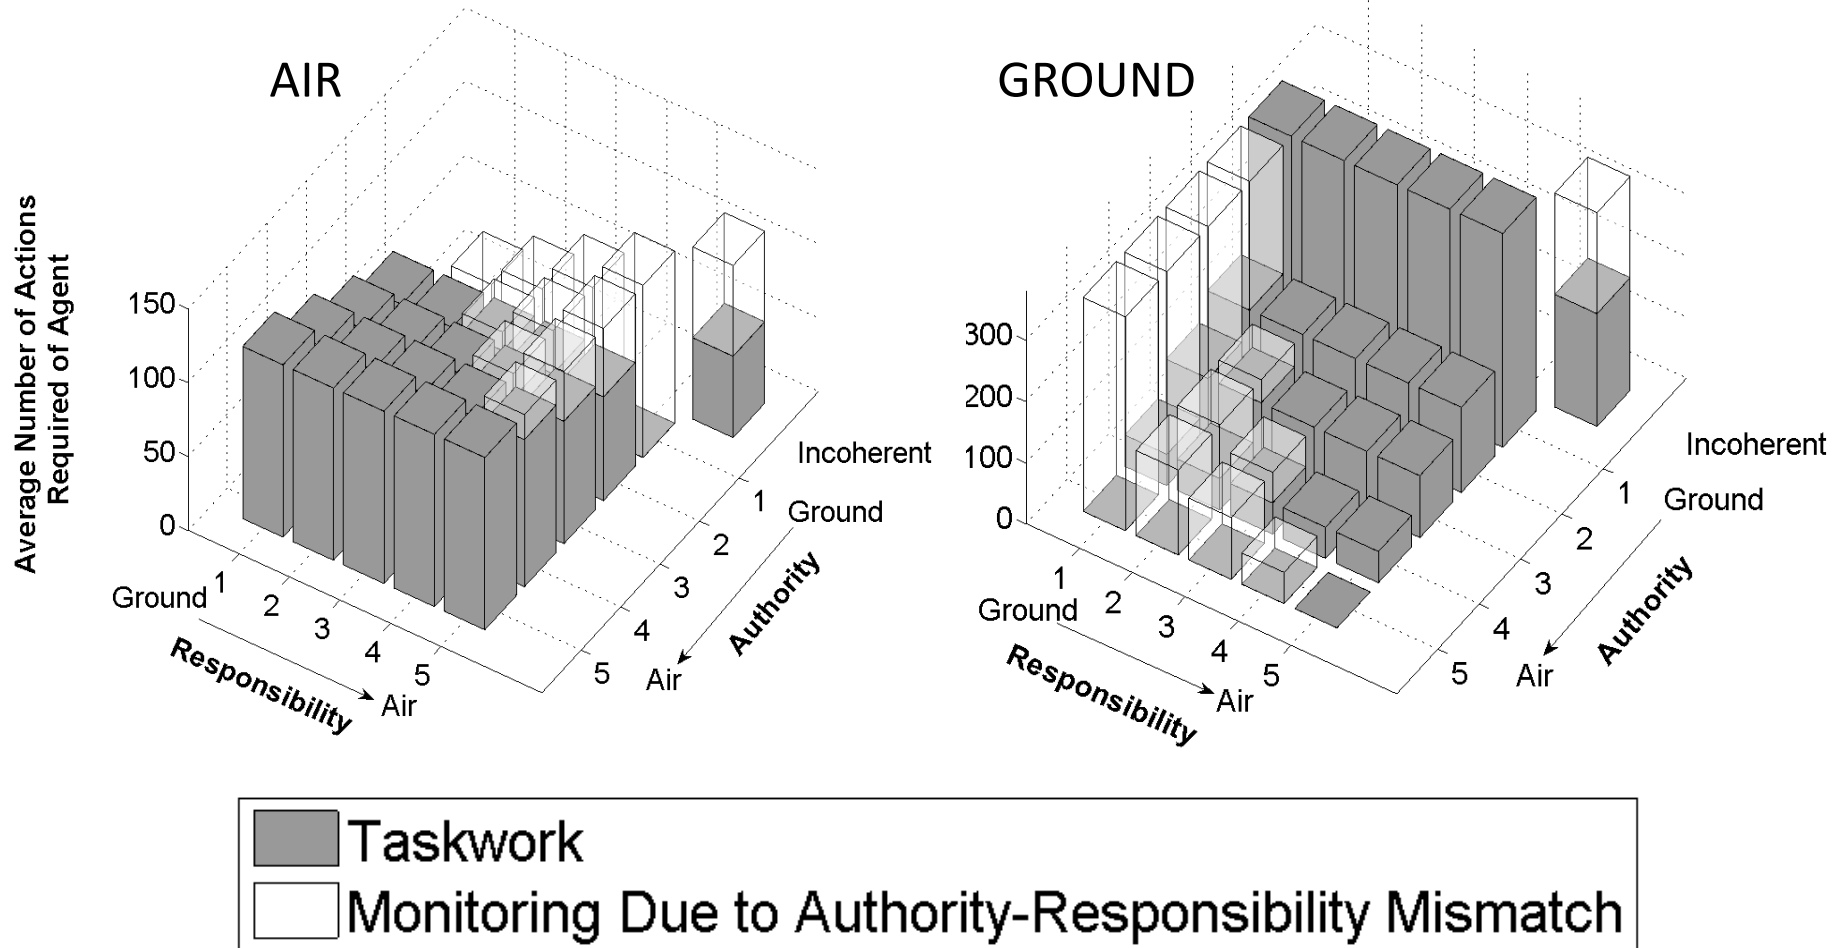 AIR
GROUND
Average Number of Actions
Required of Agent
150
100
50
0
Ground
1
2
3
4
5
Air
Responsibility
Incoherent
1
Ground
2
3
4
5
Air
Authority
300
200
100
0
Ground
1
2
3
4
5
Air
Responsibility
Incoherent
1
Ground
2
3
4
5
Air
Authority
Taskwork
Monitoring Due to Authority-Responsibility Mismatch